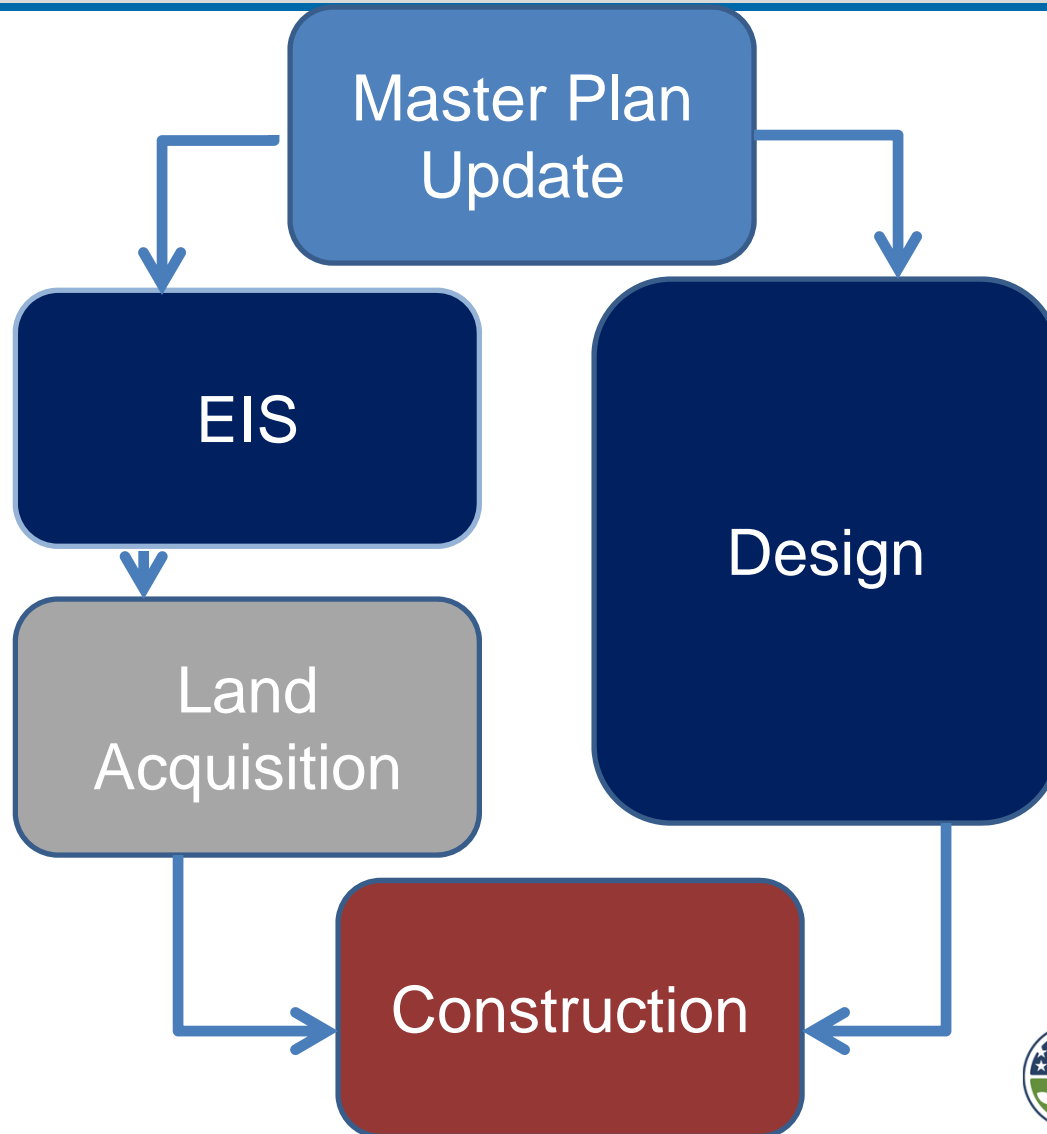 Master Plan
Update
EIS
Design
Land
Acquisition
Construction